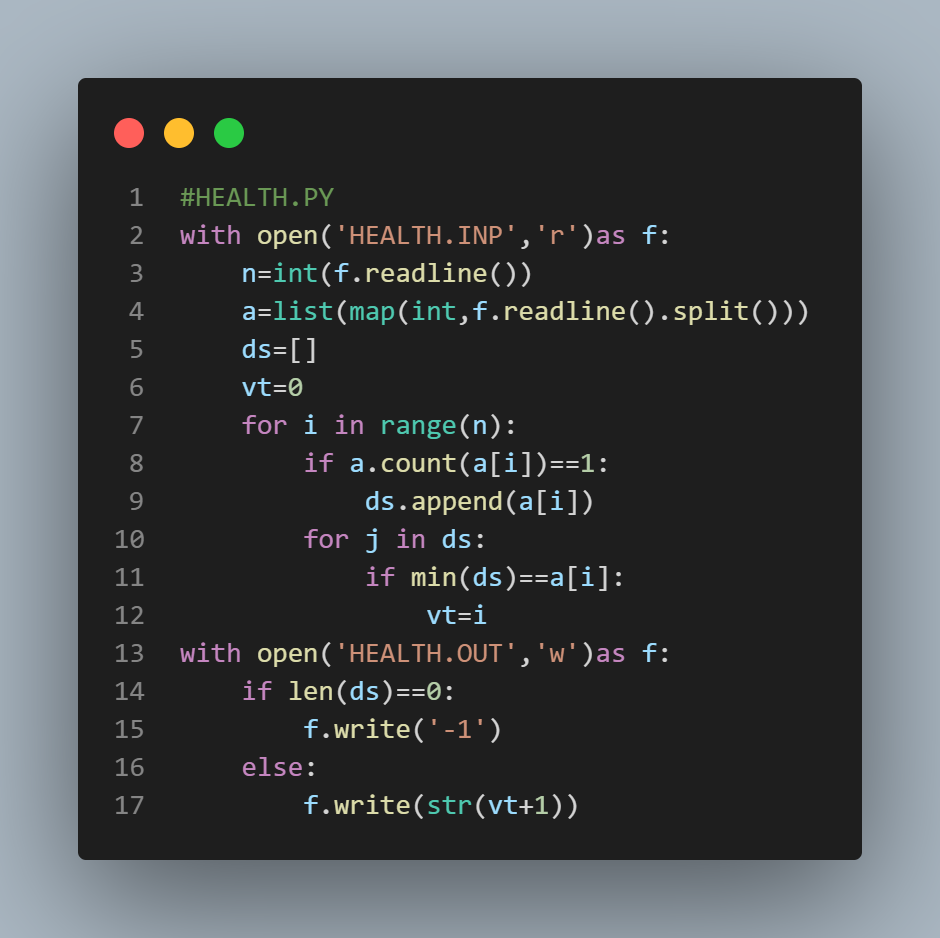 1 #HEALTH.PY
2 with open('HEALTH.INP','r')as f:
3     n=int(f.readline())
4     a=list(map(int,f.readline().split()))
5     ds=[]
6     vt=0
7     for i in range(n):
8         if a.count(a[i])==1:
9             ds.append(a[i])
10         for j in ds:
11             if min(ds)==a[i]:
12                 vt=i
13 with open('HEALTH.OUT','w')as f:
14     if len(ds)==0:
15         f.write('-1')
16     else:
17         f.write(str(vt+1))